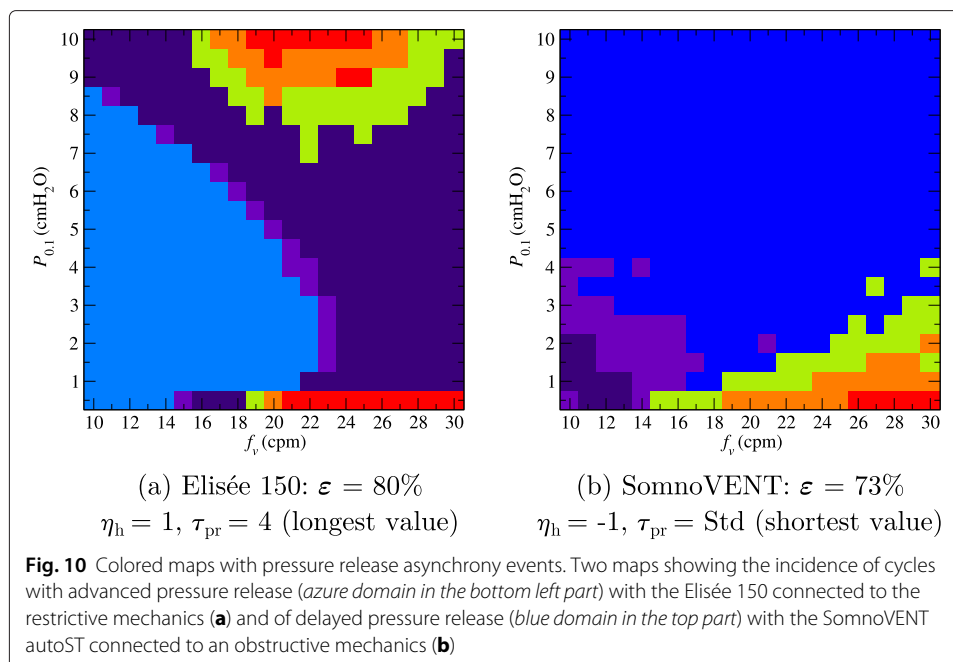 10
9
8
7
6
5
4
3
2
1
P0.1 (cmH2O)
10 12 14 16 18 20 22 24 26 28 30
fv (cpm)
10
9
8
7
6
5
4
3
2
1
P0.1 (cmH2O)
10 12 14 16 18 20 22 24 26 28 30
fv (cpm)
(a) Elisée 150: ε = 80%
ηh = 1, τpr = 4 (longest value)
(b) SomnoVENT: ε = 73%
ηh = -1, τpr = Std (shortest value)
Fig. 10 Colored maps with pressure release asynchrony events. Two maps showing the incidence of cycles
with advanced pressure release (azure domain in the bottom left part) with the Elisée 150 connected to the
restrictive mechanics (a) and of delayed pressure release (blue domain in the top part) with the SomnoVENT
autoST connected to an obstructive mechanics (b)